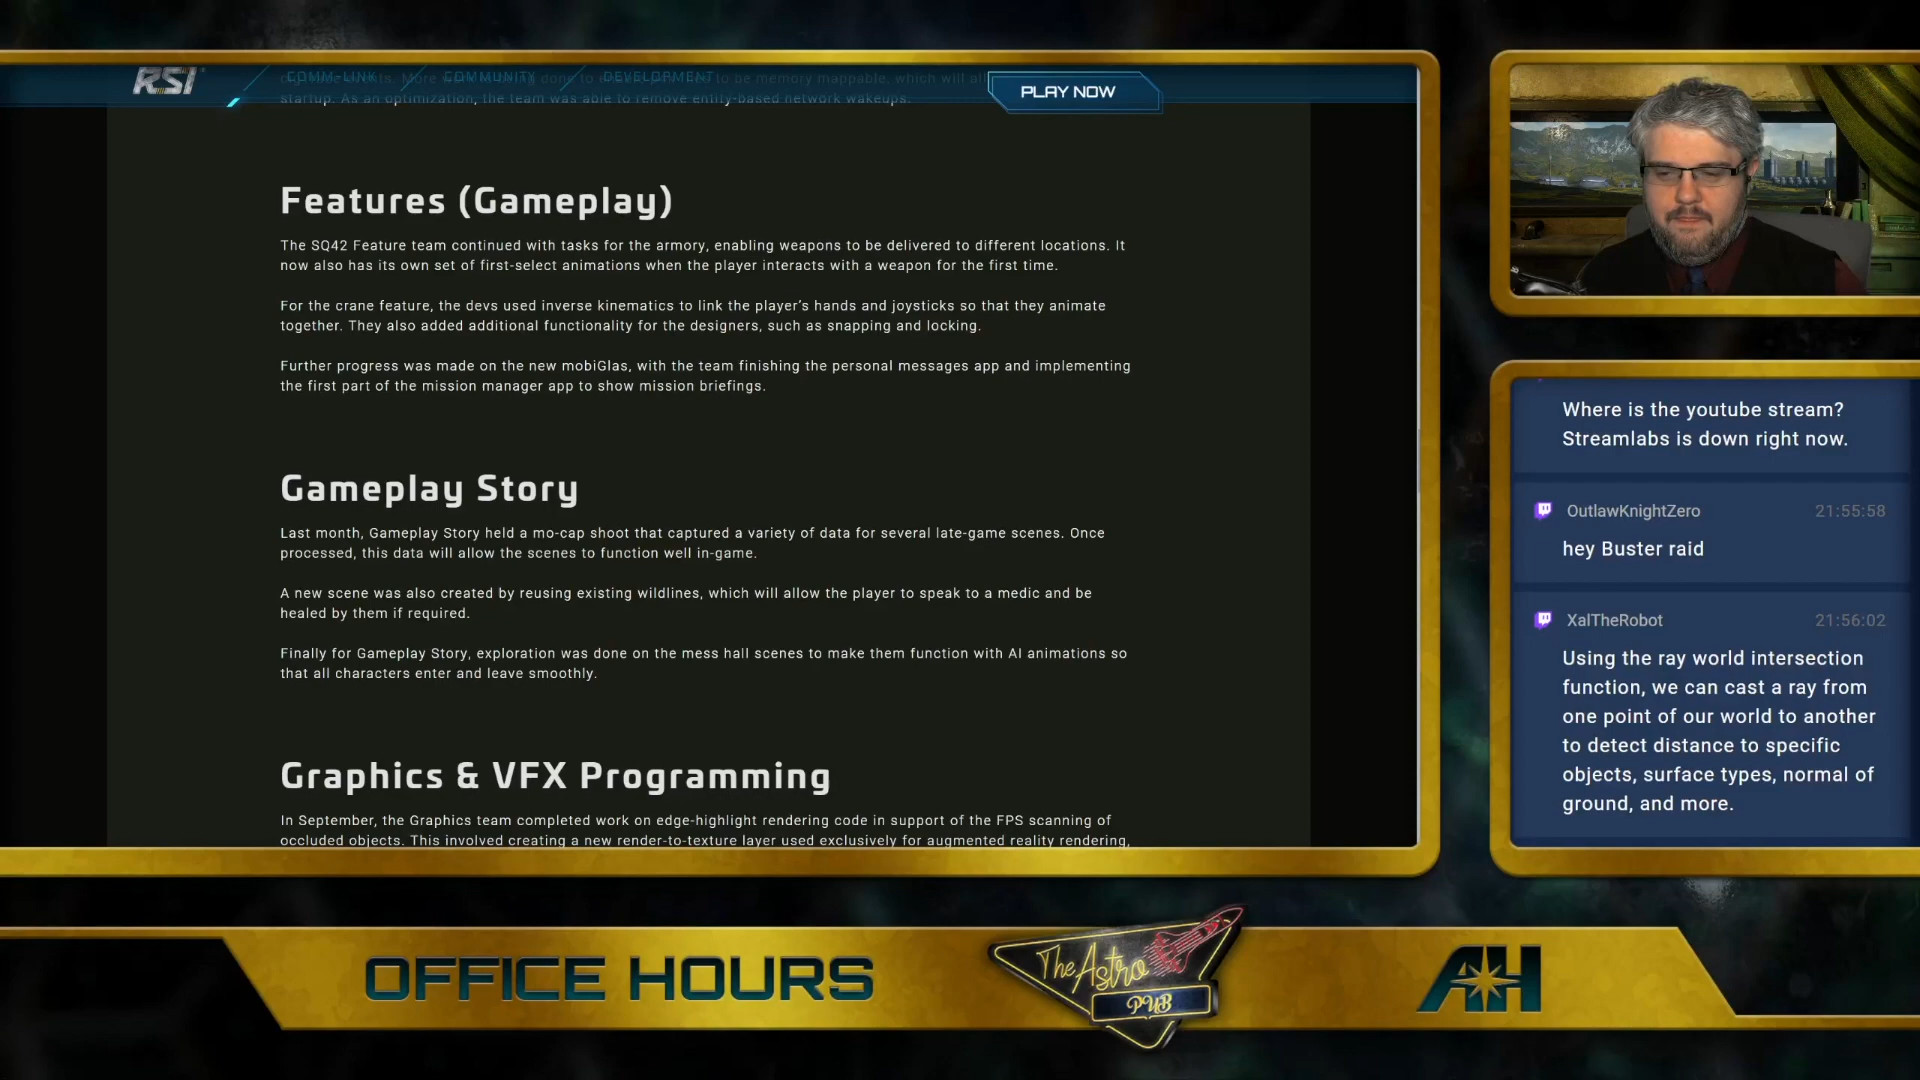 RSI
COMM-LINK
COMMUNITY
DEVELOPMENT
PLAY NOW
startup. As an optimization, the team was able to remove entity-based network wakeups.
Features (Gameplay)
The SQ42 Feature team continued with tasks for the armory, enabling weapons to be delivered to different locations. It
now also has its own set of first-select animations when the player interacts with a weapon for the first time.
For the crane feature, the devs used inverse kinematics to link the player's hands and joysticks so that they animate
together. They also added additional functionality for the designers, such as snapping and locking.
Further progress was made on the new mobiGlas, with the team finishing the personal messages app and implementing
the first part of the mission manager app to show mission briefings.
Gameplay Story
Last month, Gameplay Story held a mo-cap shoot that captured a variety of data for several late-game scenes. Once
processed, this data will allow the scenes to function well in-game.
A new scene was also created by reusing existing wildlines, which will allow the player to speak to a medic and be
healed by them if required.
Finally for Gameplay Story, exploration was done on the mess hall scenes to make them function with AI animations so
that all characters enter and leave smoothly.
Graphics & VFX Programming
In September, the Graphics team completed work on edge-highlight rendering code in support of the FPS scanning of
occluded objects. This involved creating a new render-to-texture layer used exclusively for augmented reality rendering,
Where is the youtube stream?
Streamlabs is down right now.
OutlawKnightZero 21:55:58
hey Buster raid
XalTheRobot 21:56:02
Using the ray world intersection
function, we can cast a ray from
one point of our world to another
to detect distance to specific
objects, surface types, normal of
ground, and more.
OFFICE HOURS
The Astro
PUB
AH